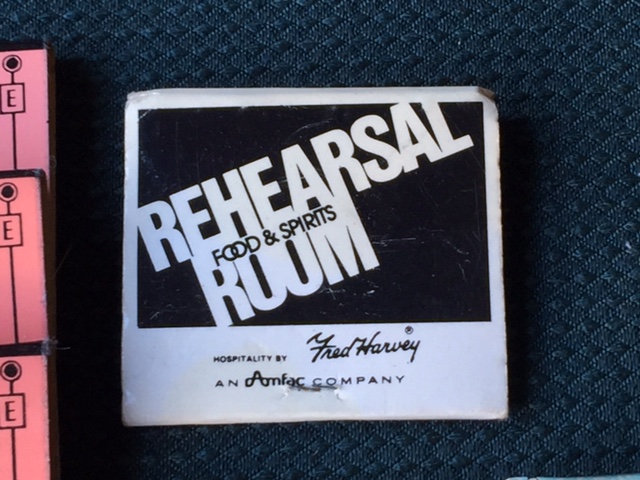 REHEARSAL
FOOD & SPIRITS
ROOM
HOSPITALITY BY Fred Harvey®
AN Amfac COMPANY
E
E
E